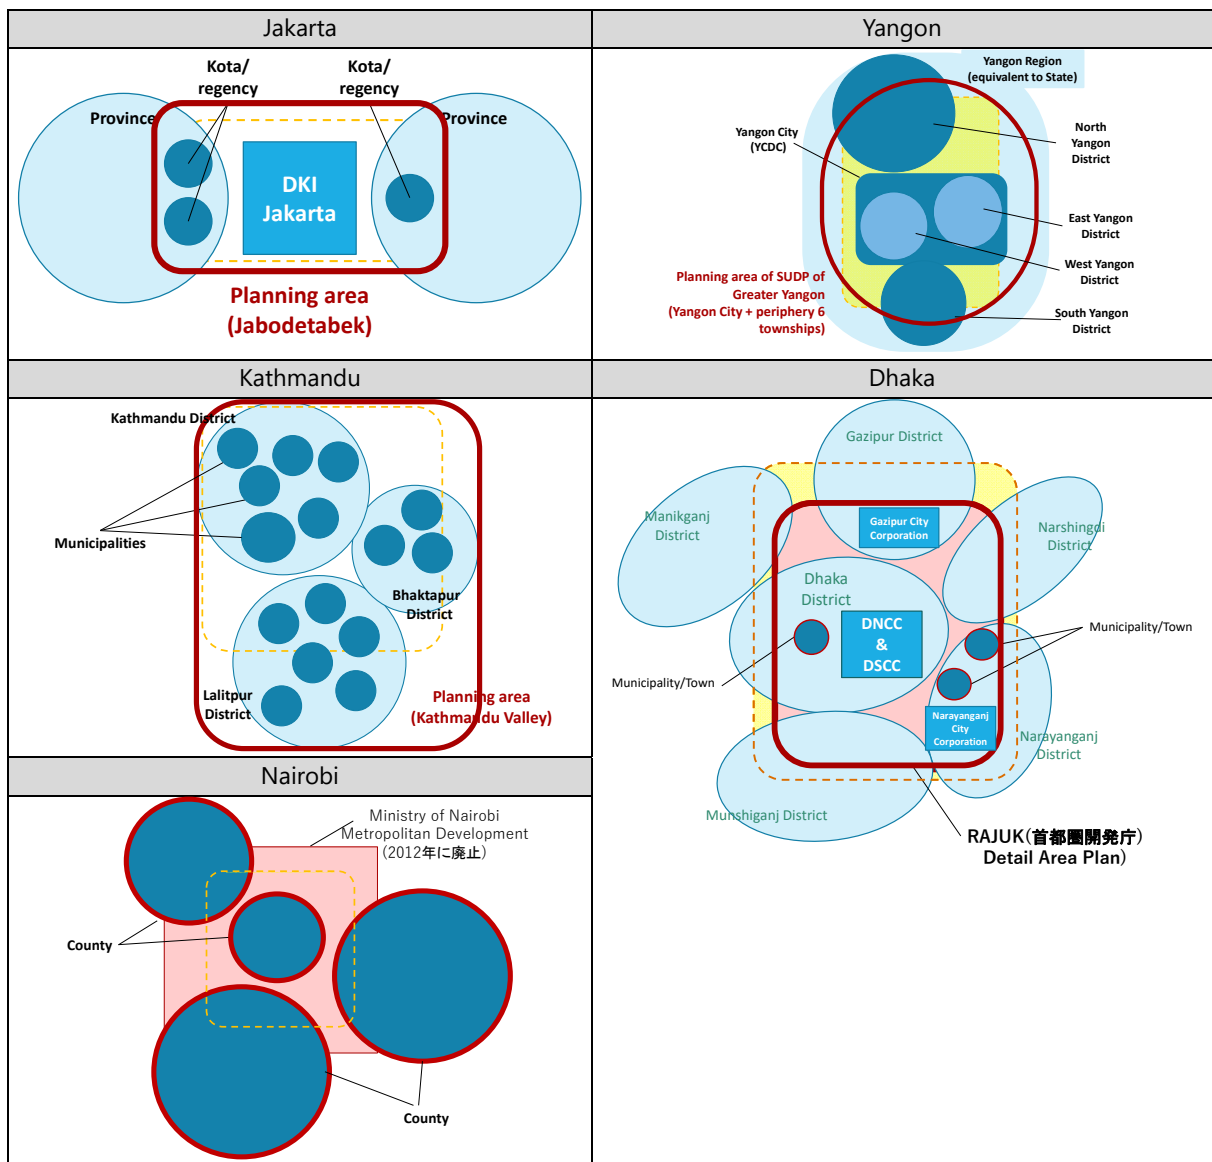 Jakarta
Kota/
regency
Kota/
regency
Province
Province
DKI
Jakarta
Planning area
(Jabodetabek)
Yangon
Yangon Region
(equivalent to State)
Yangon City
(YCDC)
North
Yangon
District
East Yangon
District
West Yangon
District
Planning area of SUDP of
Greater Yangon
(Yangon City + periphery 6
townships)
South Yangon
District
Kathmandu
Kathmandu District
Municipalities
Bhaktapur
District
Lalitpur
District
Planning area
(Kathmandu Valley)
Dhaka
Gazipur District
Manikganj
District
Gazipur City
Corporation
Narshingdi
District
Dhaka
District
DNCC
&
DSCC
Municipality/Town
Municipality/Town
Narayanganj
City
Corporation
Narayanganj
District
Munshiganj District
RAJUK(首都圏開発庁)
Detail Area Plan)
Nairobi
Ministry of Nairobi
Metropolitan Development
(2012年に廃止)
County
County